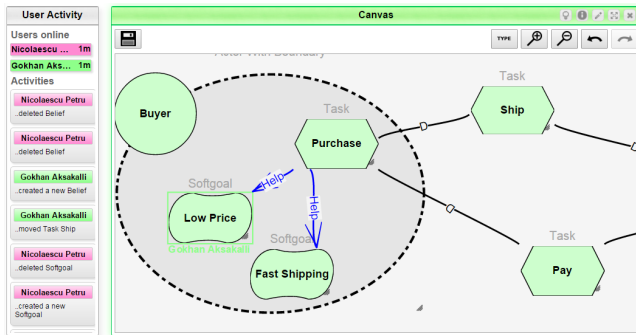 User Activity
Users online
Nicolaescu ... 1m
Gokhan Aks... 1m
Activities
Nicolaescu Petru
..deleted Belief
Nicolaescu Petru
..deleted Belief
Gokhan Aksakalli
..created a new Belief
Gokhan Aksakalli
..moved Task Ship
Nicolaescu Petru
..deleted Softgoal
Nicolaescu Petru
..created a new
Softgoal
Canvas
TYPE
Actor With Boundary
Buyer
Task
Purchase
Task
Ship
D
Help
Help
Softgoal
Low Price
Gokhan Aksakalli
D
Softgoal
Fast Shipping
Task
Pay